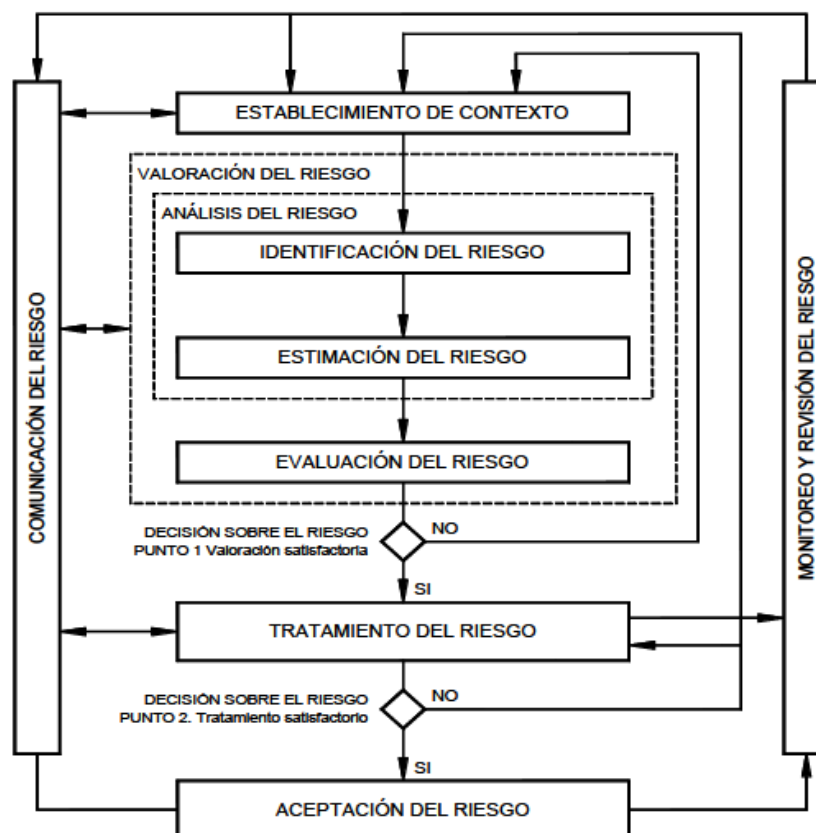 ESTABLECIMIENTO DE CONTEXTO
VALORACIÓN DEL RIESGO
ANÁLISIS DEL RIESGO
IDENTIFICACIÓN DEL RIESGO
ESTIMACIÓN DEL RIESGO
EVALUACIÓN DEL RIESGO
DECISIÓN SOBRE EL RIESGO
PUNTO 1 Valoración satisfactoria
NO
SI
TRATAMIENTO DEL RIESGO
DECISIÓN SOBRE EL RIESGO
PUNTO 2. Tratamiento satisfactorio
NO
SI
ACEPTACIÓN DEL RIESGO
COMUNICACIÓN DEL RIESGO
MONITOREO Y REVISIÓN DEL RIESGO